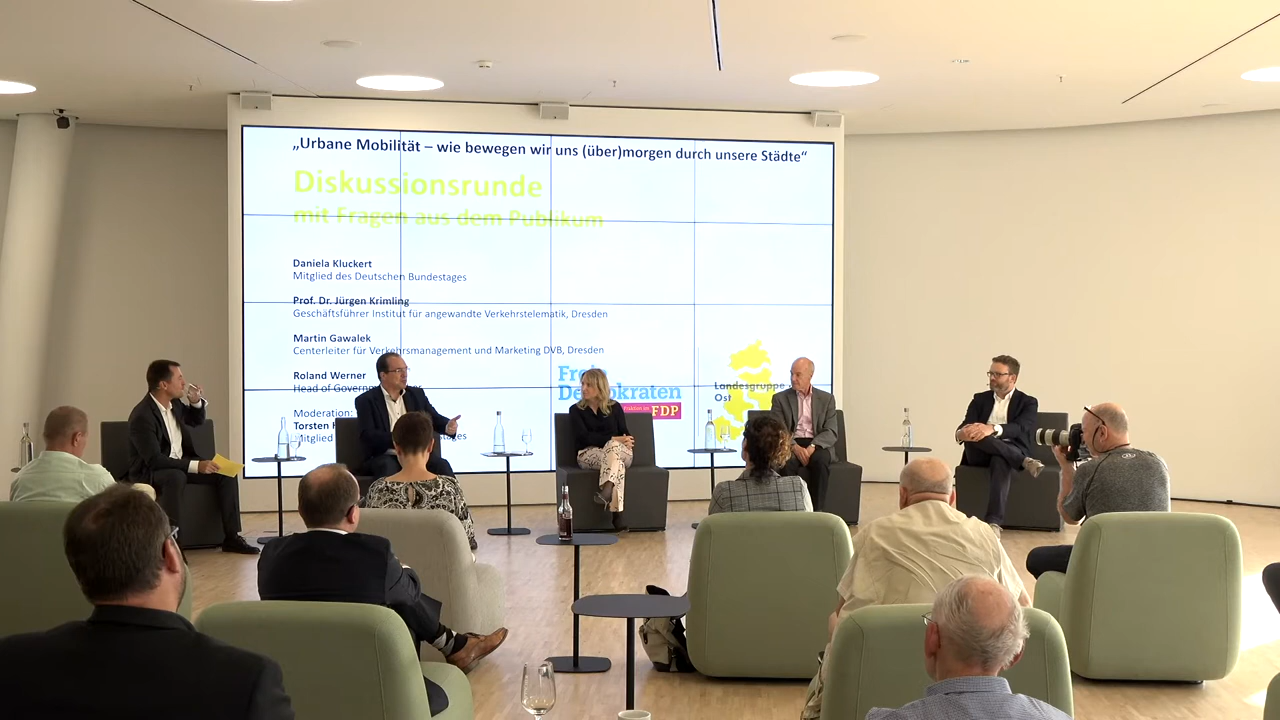 „Urbane Mobilität – wie bewegen wir uns (über)morgen durch unsere Städte“
Diskussionsrunde
mit Fragen aus dem Publikum
Daniela Kluckert
Mitglied des Deutschen Bundestages
Prof. Dr. Jürgen Krimling
Geschäftsführer Institut für angewandte Verkehrstelematik, Dresden
Martin Gawalek
Centerleiter für Verkehrsmanagement und Marketing DVB, Dresden
Roland Werner
Head of
Moderation:
Torsten
Mitglied
Freie
Demokraten
FDP
Landesgruppe
Ost